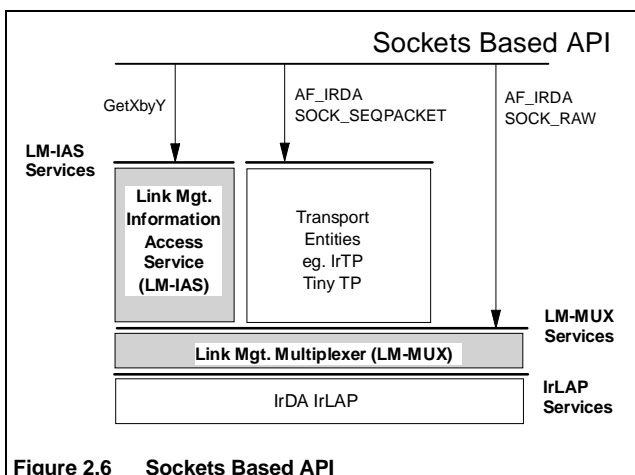 Sockets Based API
GetXbyY
AF_IRDA
SOCK_SEQPACKET
AF_IRDA
SOCK_RAW
LM-IAS
Services
Link Mgt.
Information
Access
Service
(LM-IAS)
Transport
Entities
eg. IrTP
Tiny TP
LM-MUX
Services
Link Mgt. Multiplexer (LM-MUX)
IrDA IrLAP
IrLAP
Services
Figure 2.6 Sockets Based API